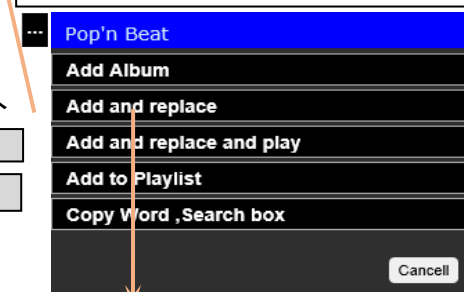 ...
Pop'n Beat
Add Album
Add and replace
Add and replace and play
Add to Playlist
Copy Word ,Search box
Cancell